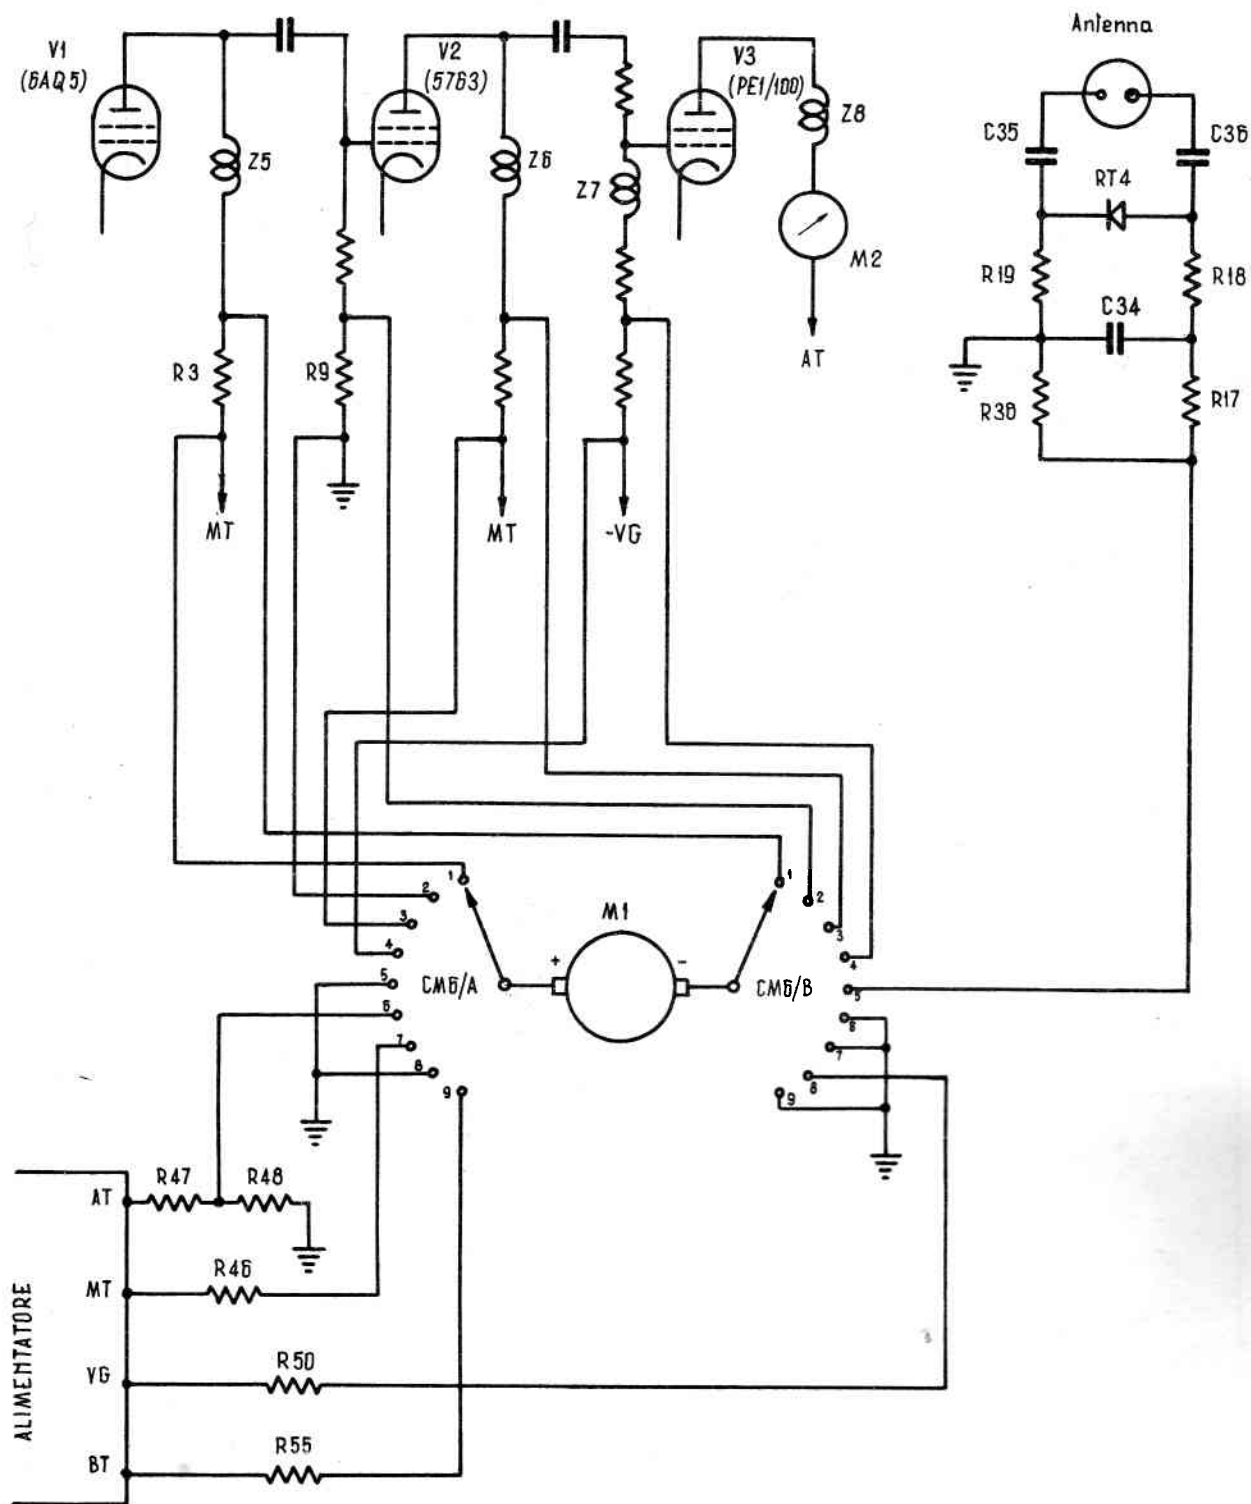 Antenna
V1
(6AQ5)
V2
(5763)
V3
(PE1/100)
Z8
C35
C36
Z5
Z6
Z7
RT4
M2
R19
R18
C34
AT
R3
R9
R36
R17
MT
MT
-VG
1
1
2
2
M1
3
3
4
+
-
4
5
CM6/A
CM6/B
5
6
6
7
7
8
8
9
9
R47
R48
AT
R46
MT
ALIMENTATORE
R50
VG
R55
BT